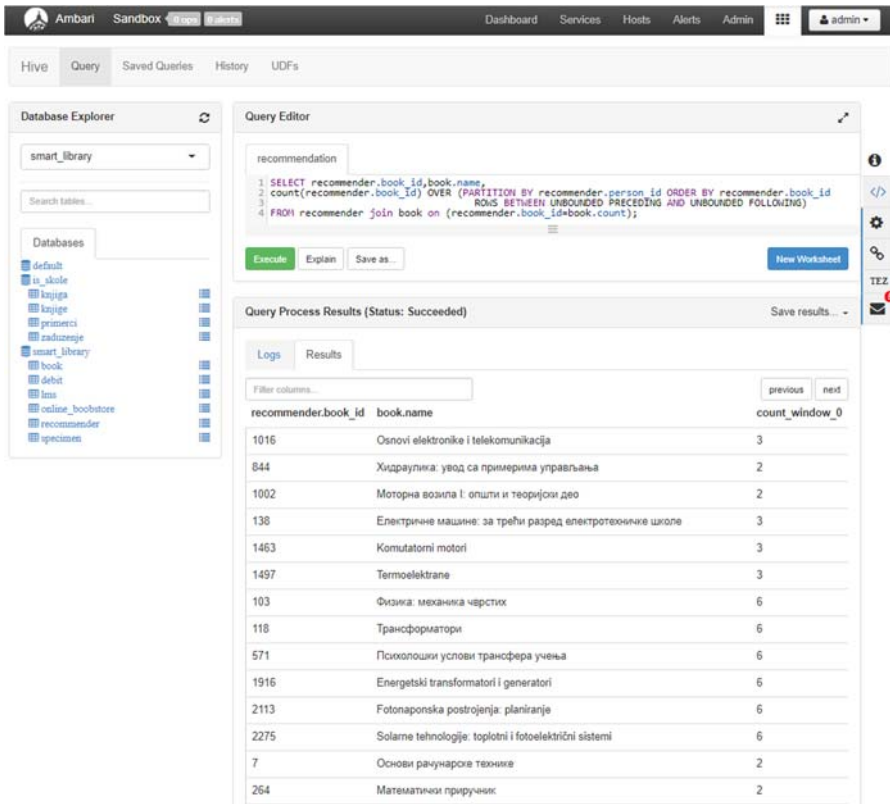 Ambari Sandbox 0 ops 0 alerts Dashboard Services Hosts Alerts Admin admin
Hive Query Saved Queries History UDFs
Database Explorer
smart_library
Search tables...
Databases
default
is_skole
knjiga
knjige
primerci
zaduzenje
smart_library
book
debit
lms
online_boobstore
recommender
specimen
Query Editor
recommendation
1 SELECT recommender.book_id,book.name,
2 count(recommender.book_id) OVER (PARTITION BY recommender.person_id ORDER BY recommender.book_id
3 ROWS BETWEEN UNBOUNDED PRECEDING AND UNBOUNDED FOLLOWING)
4 FROM recommender join book on (recommender.book_id=book.count);
Execute Explain Save as... New Worksheet
TEZ
Query Process Results (Status: Succeeded) Save results...
Logs Results
Filter columns... previous next
recommender.book_id book.name count_window_0
1016 Osnovi elektronike i telekomunikacija 3
844 Хидраулика: увод са примерима управљања 2
1002 Моторна возила I: општи и теоријски део 2
138 Електричне машине: за трећи разред електротехничке школе 3
1463 Komutatorni motori 3
1497 Termoelektrane 3
103 Физика: механика чврстих 6
118 Трансформатори 6
571 Психолошки услови трансфера учења 6
1916 Energetski transformatori i generatori 6
2113 Fotonaponska postrojenja: planiranje 6
2275 Solarne tehnologije: toplotni i fotoelektrični sistemi 6
7 Основи рачунарске технике 2
264 Математички приручник 2